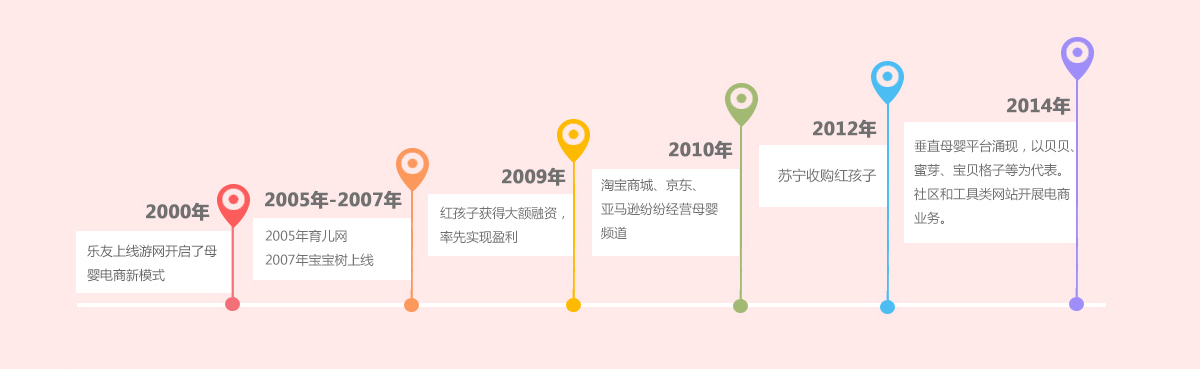 2000年
乐友上线游网开启了母
婴电商新模式
2005年-2007年
2005年育儿网
2007年宝宝树上线
2009年
红孩子获得大额融资，
率先实现盈利
2010年
淘宝商城、京东、
亚马逊纷纷经营母婴
频道
2012年
苏宁收购红孩子
2014年
垂直母婴平台涌现，以贝贝、
蜜芽、宝贝格子等为代表。
社区和工具类网站开展电商
业务。